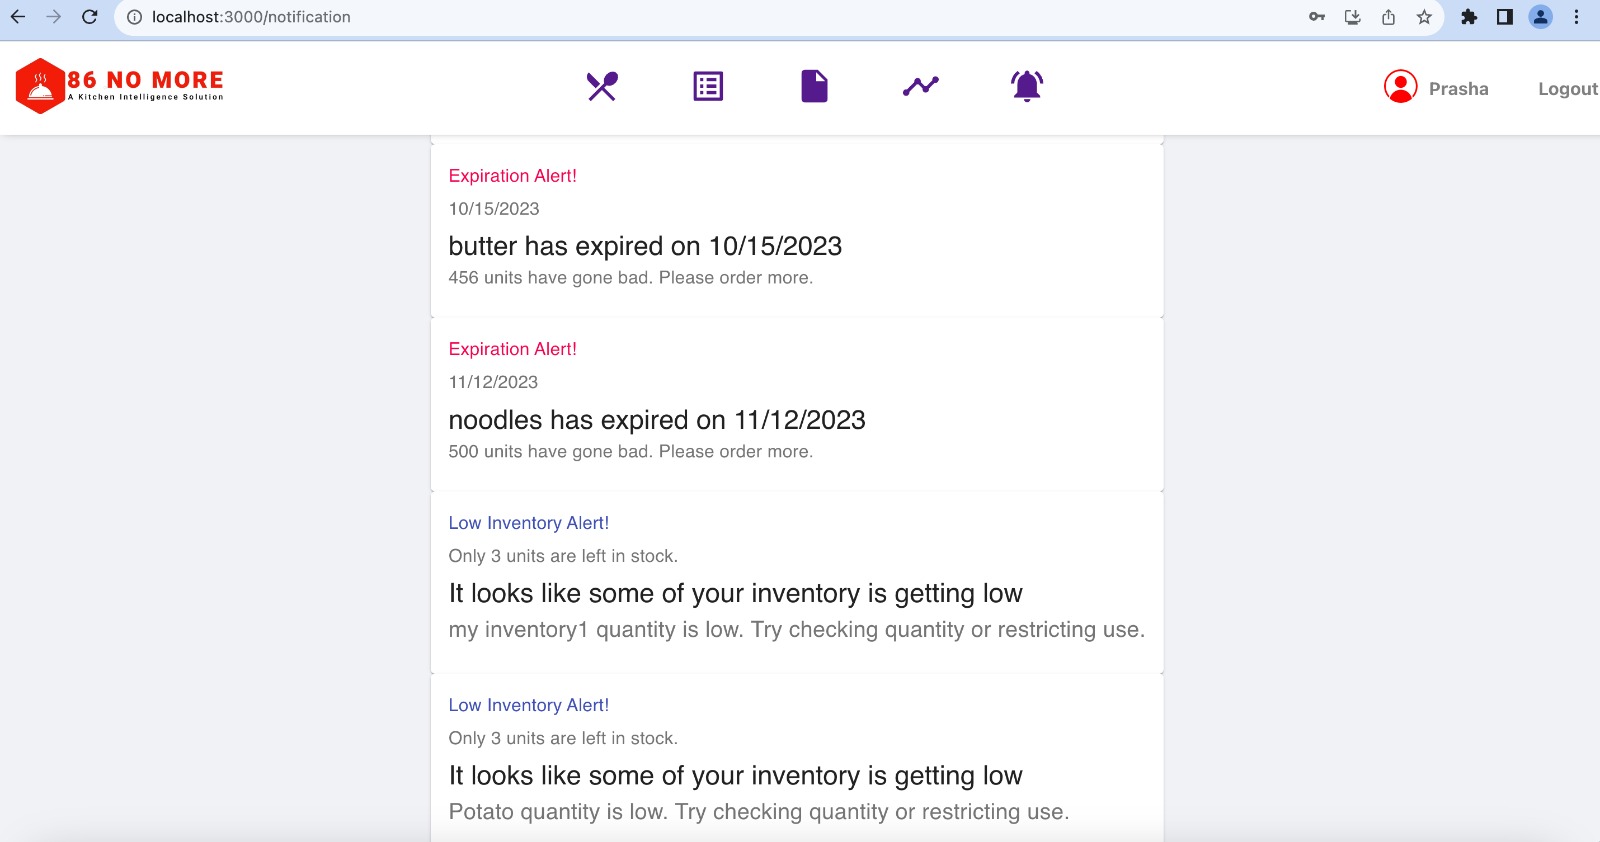 localhost:3000/notification
86 NO MORE
A Kitchen Intelligence Solution
Prasha
Logout
Expiration Alert!
10/15/2023
butter has expired on 10/15/2023
456 units have gone bad. Please order more.
Expiration Alert!
11/12/2023
noodles has expired on 11/12/2023
500 units have gone bad. Please order more.
Low Inventory Alert!
Only 3 units are left in stock.
It looks like some of your inventory is getting low
my inventory1 quantity is low. Try checking quantity or restricting use.
Low Inventory Alert!
Only 3 units are left in stock.
It looks like some of your inventory is getting low
Potato quantity is low. Try checking quantity or restricting use.